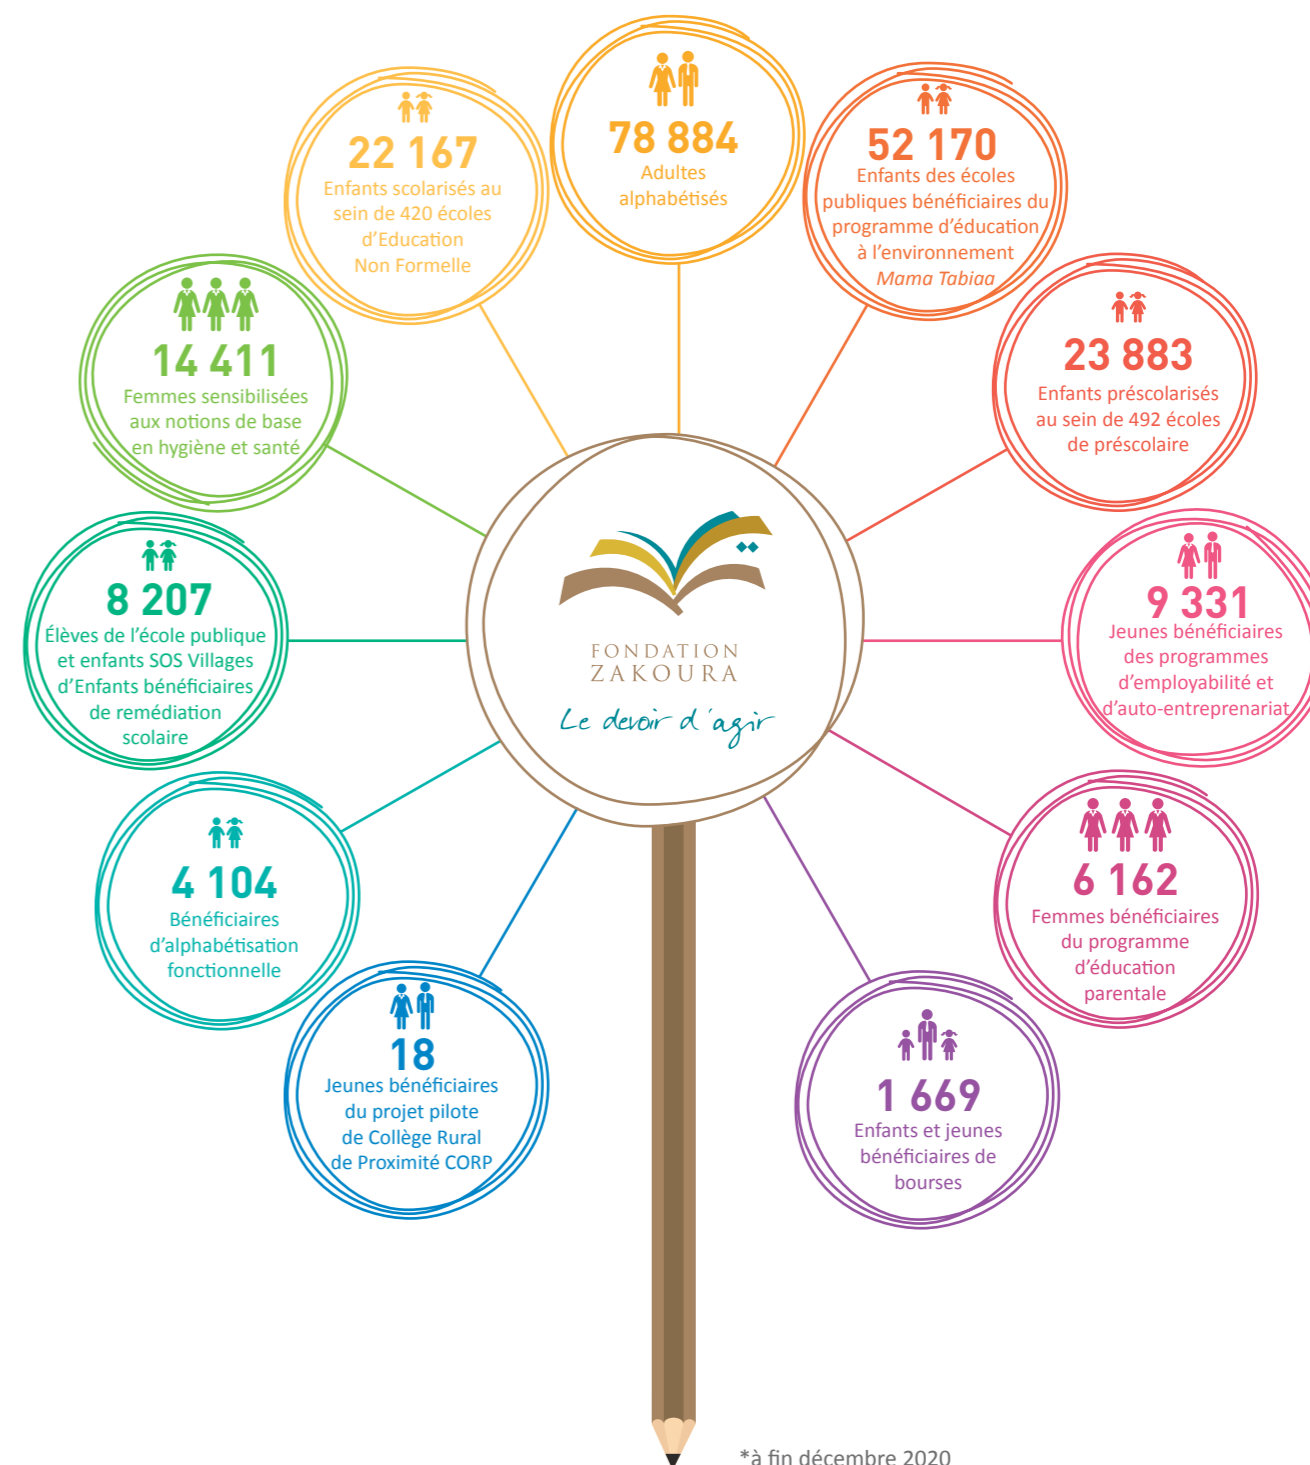 78 884
Adultes
alphabétisés
52 170
Enfants des écoles
publiques bénéficiaires du
programme d'éducation
à l'environnement
Mama Tabiaa
23 883
Enfants préscolarisés
au sein de 492 écoles
de préscolaire
9 331
Jeunes bénéficiaires
des programmes
d'employabilité et
d'auto-entreprenariat
6 162
Femmes bénéficiaires
du programme
d'éducation
parentale
1 669
Enfants et jeunes
bénéficiaires de
bourses
18
Jeunes bénéficiaires
du projet pilote
de Collège Rural
de Proximité CORP
4 104
Bénéficiaires
d'alphabétisation
fonctionnelle
8 207
Élèves de l'école publique
et enfants SOS Villages
d'Enfants bénéficiaires
de remédiation
scolaire
14 411
Femmes sensibilisées
aux notions de base
en hygiène et santé
22 167
Enfants scolarisés au
sein de 420 écoles
d'Education
Non Formelle
FONDATION
ZAKOURA
Le devoir d'agir
*à fin décembre 2020